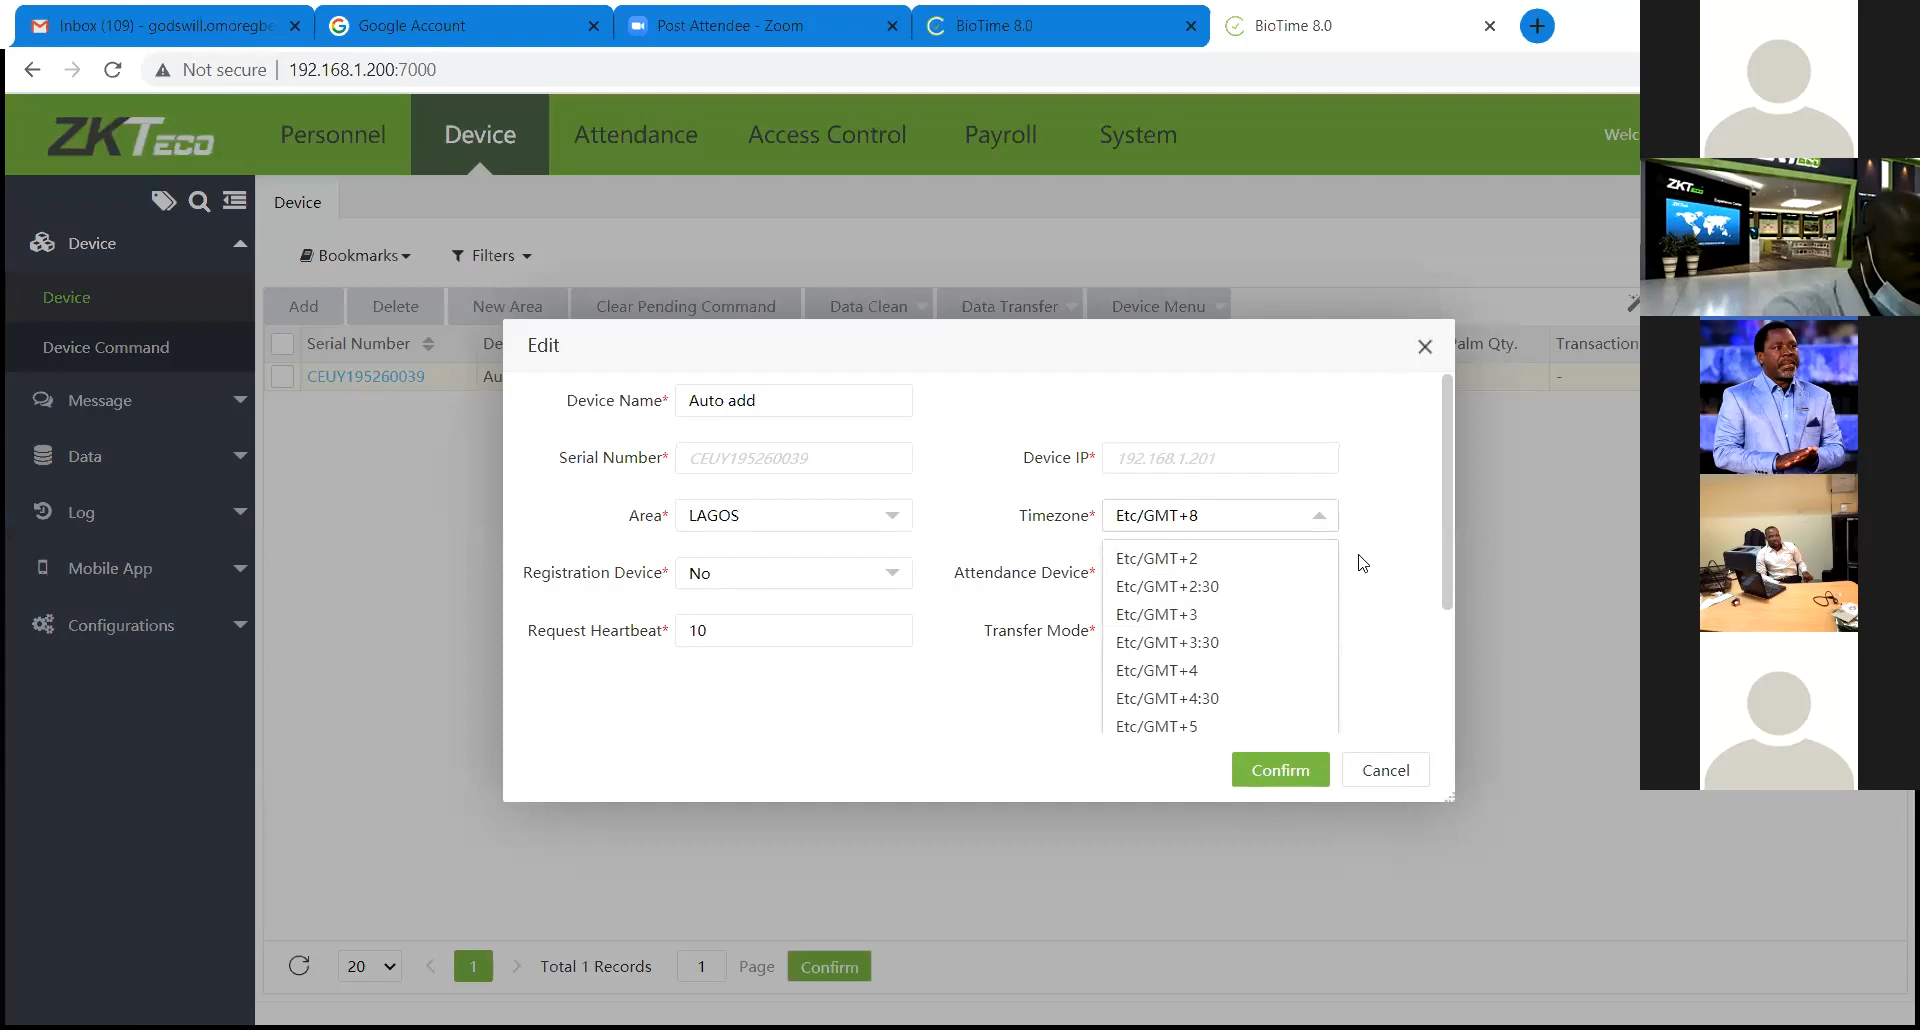 Inbox (109) - godswill.omoregbe
Google Account
Post Attendee - Zoom
BioTime 8.0
BioTime 8.0
Not secure | 192.168.1.200:7000
ZKTeco
Personnel
Device
Attendance
Access Control
Payroll
System
Welc
Device
Device
Device Command
Message
Data
Log
Mobile App
Configurations
Device
Bookmarks
Filters
Add
Delete
New Area
Clear Pending Command
Data Clean
Data Transfer
Device Menu
Serial Number
De
Palm Qty.
Transaction
CEUY195260039
Au
-
Edit
Device Name*
Auto add
Serial Number*
CEUY195260039
Device IP*
192.168.1.201
Area*
LAGOS
Timezone*
Etc/GMT+8
Registration Device*
No
Attendance Device*
Request Heartbeat*
10
Transfer Mode*
Etc/GMT+2
Etc/GMT+2:30
Etc/GMT+3
Etc/GMT+3:30
Etc/GMT+4
Etc/GMT+4:30
Etc/GMT+5
Confirm
Cancel
20
1
Total 1 Records
1
Page
Confirm
ZKTeco